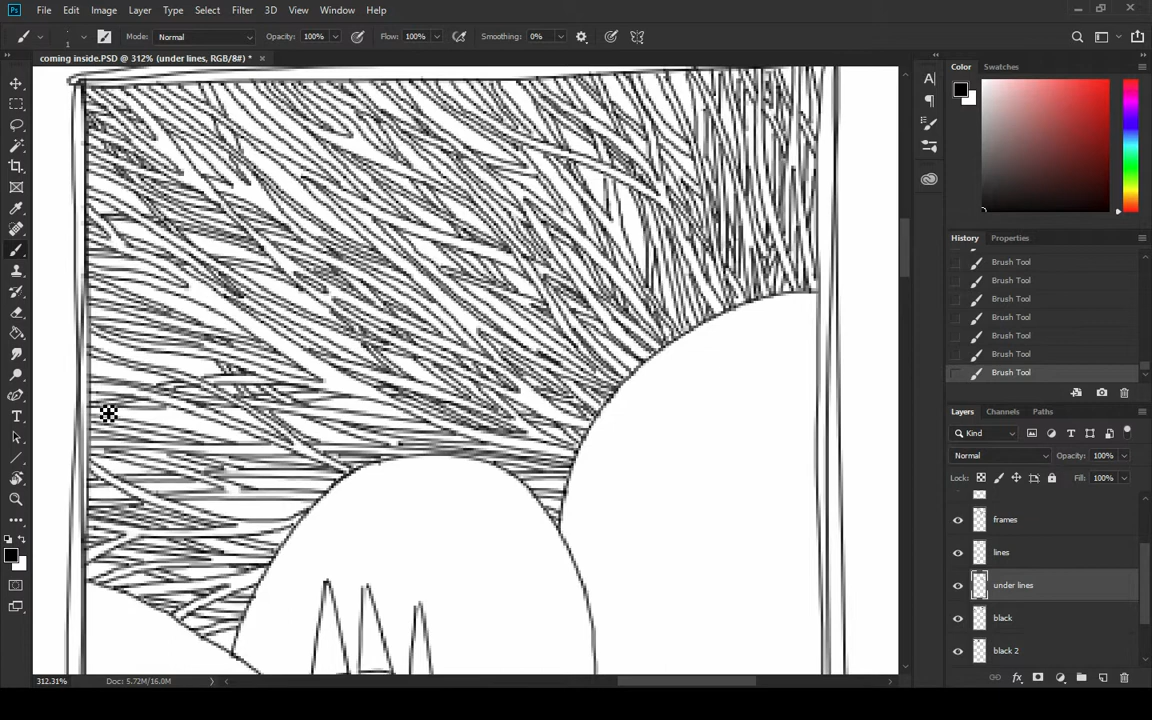 Ps File Edit Image Layer Type Select Filter 3D View Window Help
1 Mode: Normal Opacity: 100% Flow: 100% Smoothing: 0%
coming inside.PSD @ 312% (under lines, RGB/8#) *
Color Swatches
History Properties
Brush Tool
Brush Tool
Brush Tool
Brush Tool
Brush Tool
Brush Tool
Brush Tool
Layers Channels Paths
Kind
Normal Opacity: 100%
Lock: Fill: 100%
frames
lines
under lines
black
black 2
312.31% Doc: 5.72M/16.0M